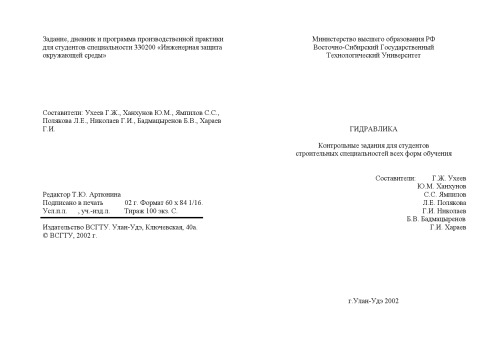 Задание, дневник и программа производственной практики
для студентов специальности 330200 «Инженерная защита
окружающей среды»
Составители: Ухеев Г.Ж., Ханхунов Ю.М., Ямпилов С.С.,
Полякова Л.Е., Николаев Г.И., Бадмацыренов Б.В., Хараев
Г.И.
Редактор Т.Ю. Артюнина
Подписано в печать 02 г. Формат 60 х 84 1/16.
Усл.п.л. , уч.-изд.л. Тираж 100 экз. С.
Издательство ВСГТУ. Улан-Удэ, Ключевская, 40а.
© ВСГТУ, 2002 г.
Министерство высшего образования РФ
Восточно-Сибирский Государственный
Технологический Университет
ГИДРАВЛИКА
Контрольные задания для студентов
строительных специальностей всех форм обучения
Составители: Г.Ж. Ухеев
Ю.М. Ханхунов
С.С. Ямпилов
Л.Е. Полякова
Г.И. Николаев
Б.В. Бадмацыренов
Г.И. Хараев
г.Улан-Удэ 2002